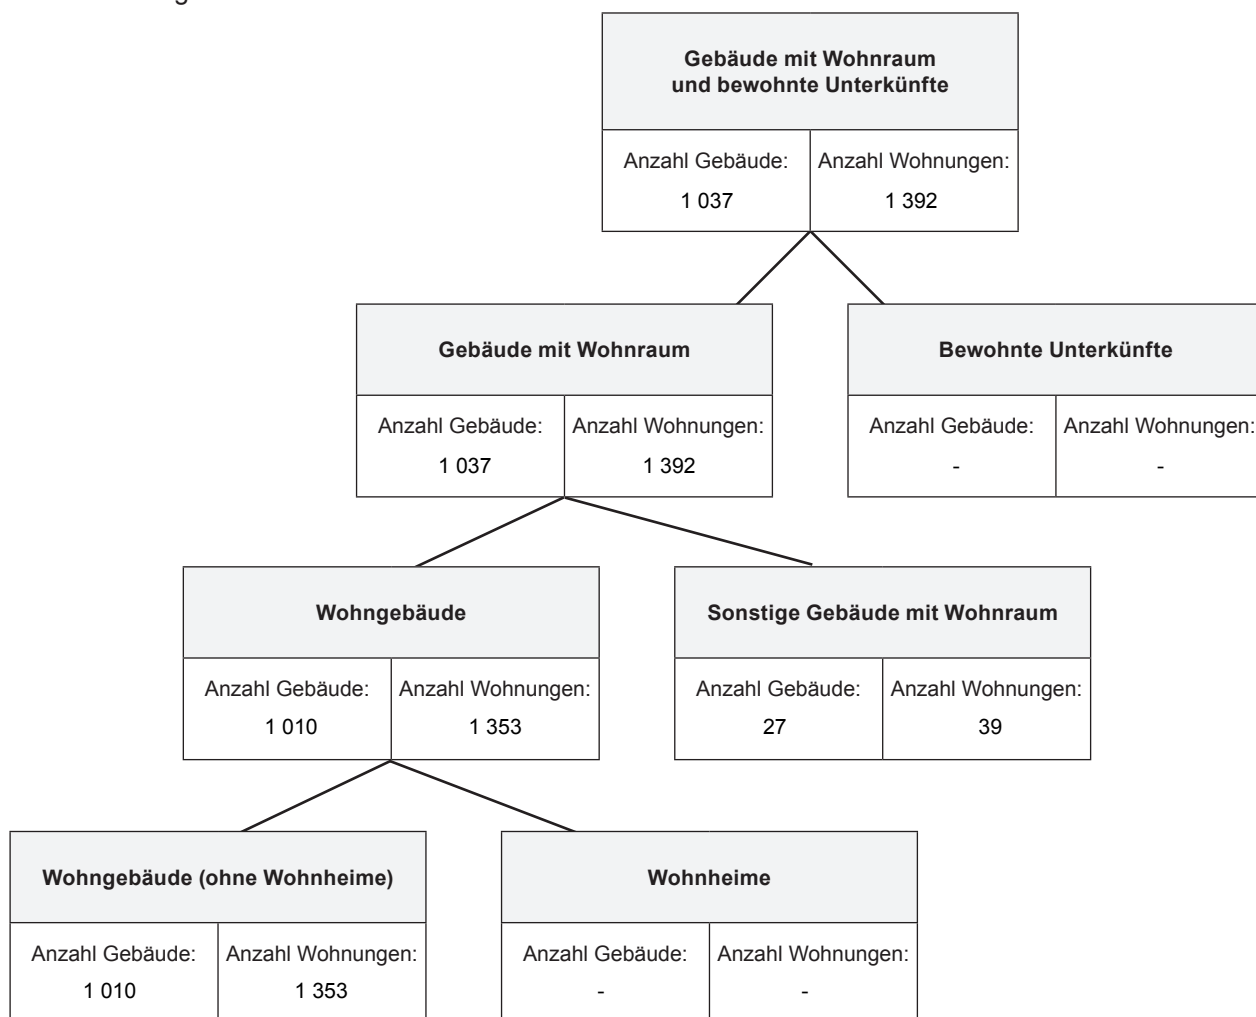 Gebäude mit Wohnraum
und bewohnte Unterkünfte
Anzahl Gebäude: Anzahl Wohnungen:
1 037 1 392
Gebäude mit Wohnraum Bewohnte Unterkünfte
Anzahl Gebäude: Anzahl Wohnungen: Anzahl Gebäude: Anzahl Wohnungen:
1 037 1 392 - -
Wohngebäude Sonstige Gebäude mit Wohnraum
Anzahl Gebäude: Anzahl Wohnungen: Anzahl Gebäude: Anzahl Wohnungen:
1 010 1 353 27 39
Wohngebäude (ohne Wohnheime) Wohnheime
Anzahl Gebäude: Anzahl Wohnungen: Anzahl Gebäude: Anzahl Wohnungen:
1 010 1 353 - -